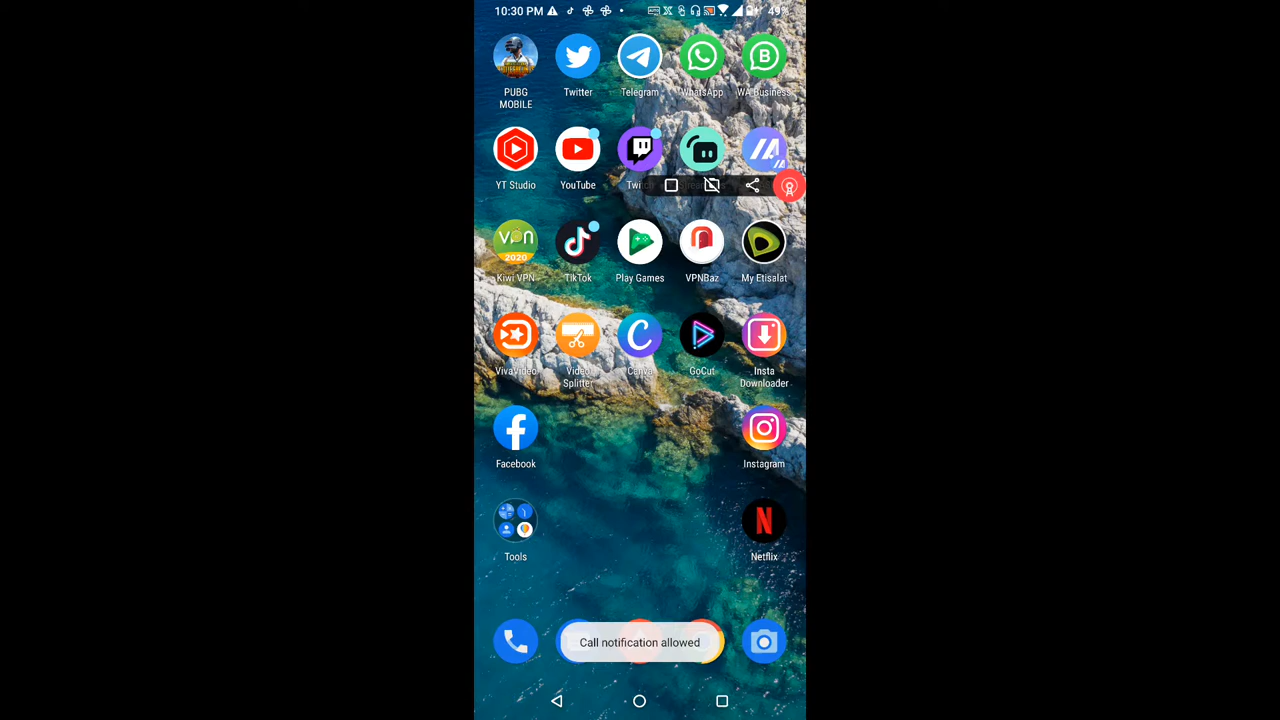 10:30 PM 49%
PUBG MOBILE Twitter Telegram WhatsApp WA Business
YT Studio YouTube
VPN 2020
Kiwi VPN TikTok Play Games VPNBaz My Etisalat
VivaVideo Video Splitter Canva GoCut Insta Downloader
Facebook Instagram
Tools Netflix
Call notification allowed